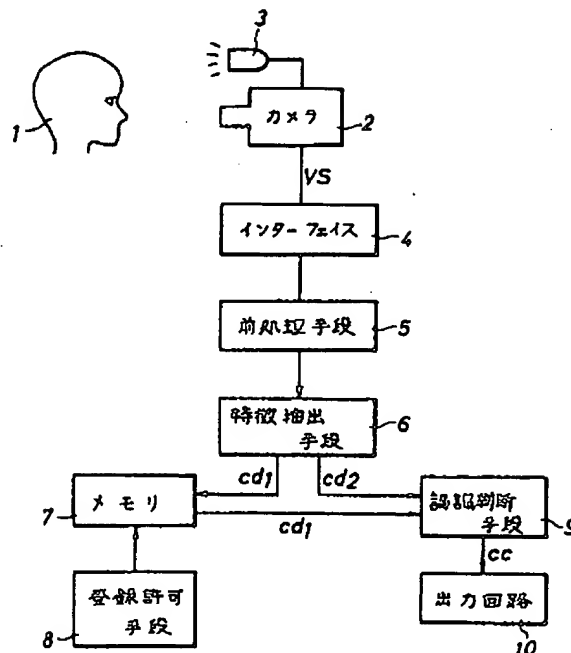 3
1
カメラ
2
VS
インターフェイス
4
前処理手段
5
特徴抽出
手段
6
cd1
cd2
7
メモリ
cd1
認識判断
手段
9
cc
8
登録許可
手段
出力回路
10